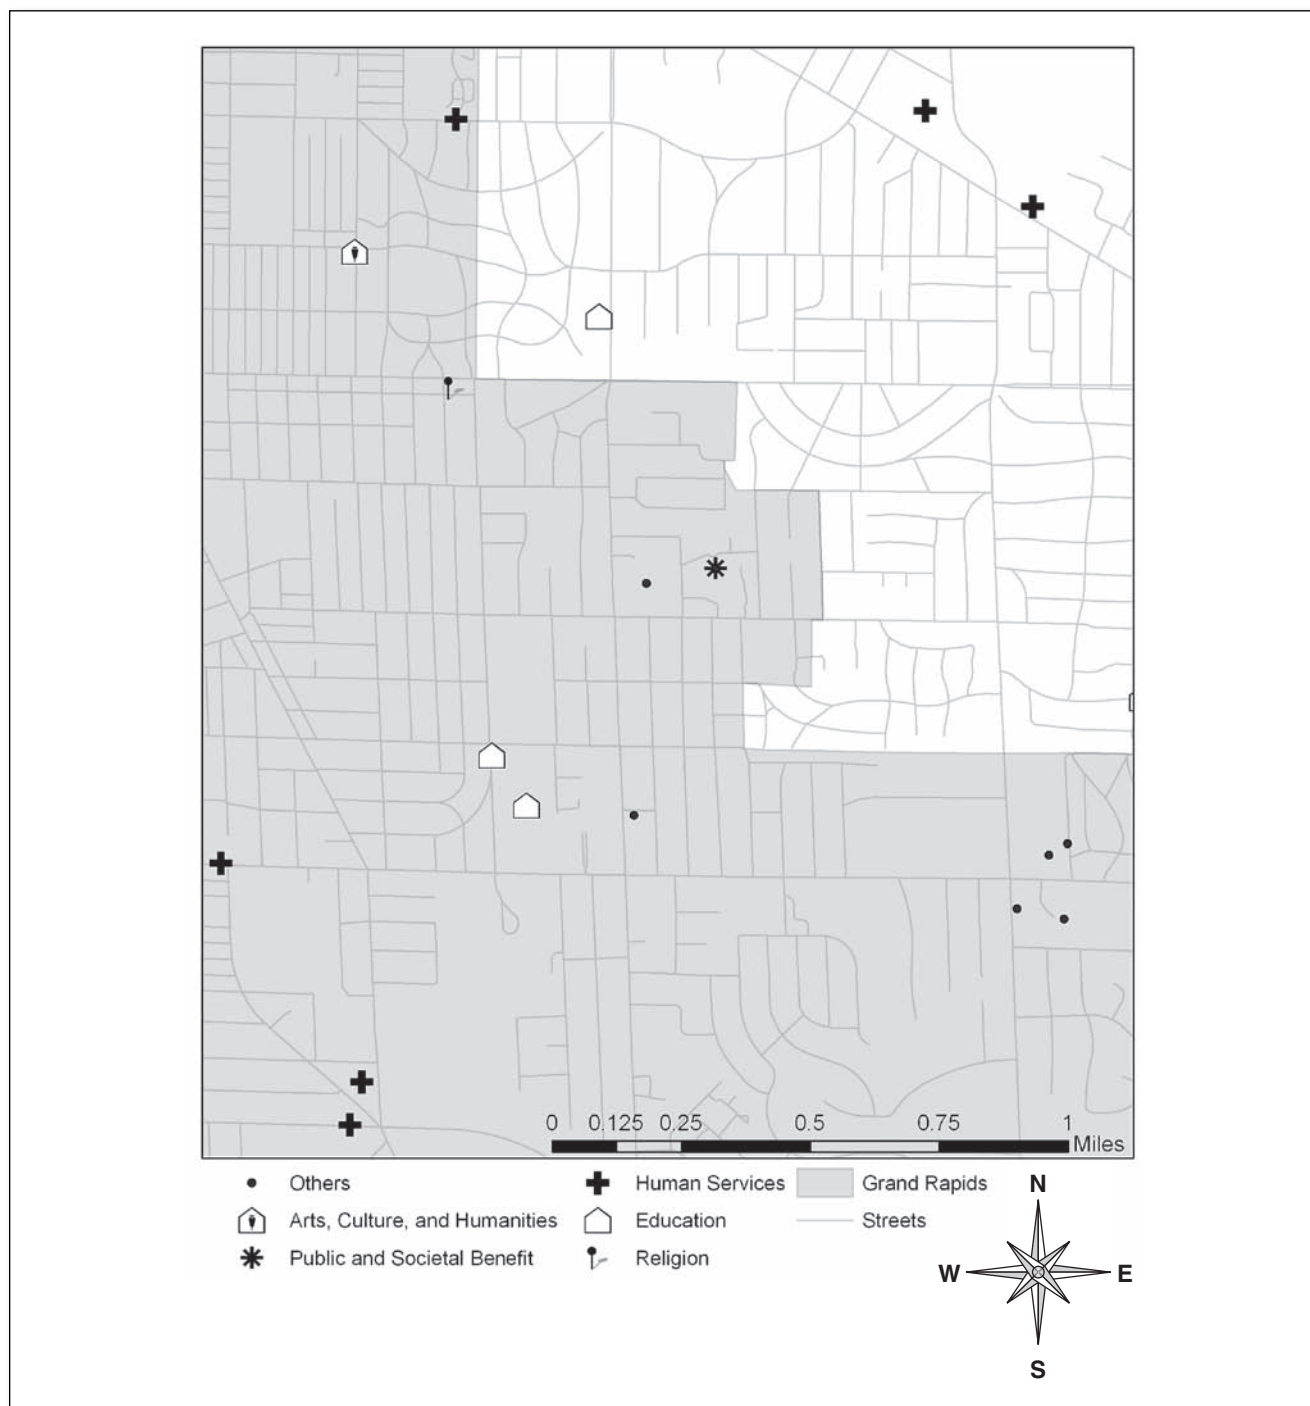 0 0.125 0.25 0.5 0.75 1
Miles
Others Human Services Grand Rapids N
Arts, Culture, and Humanities Education Streets
Public and Societal Benefit Religion
W E
S